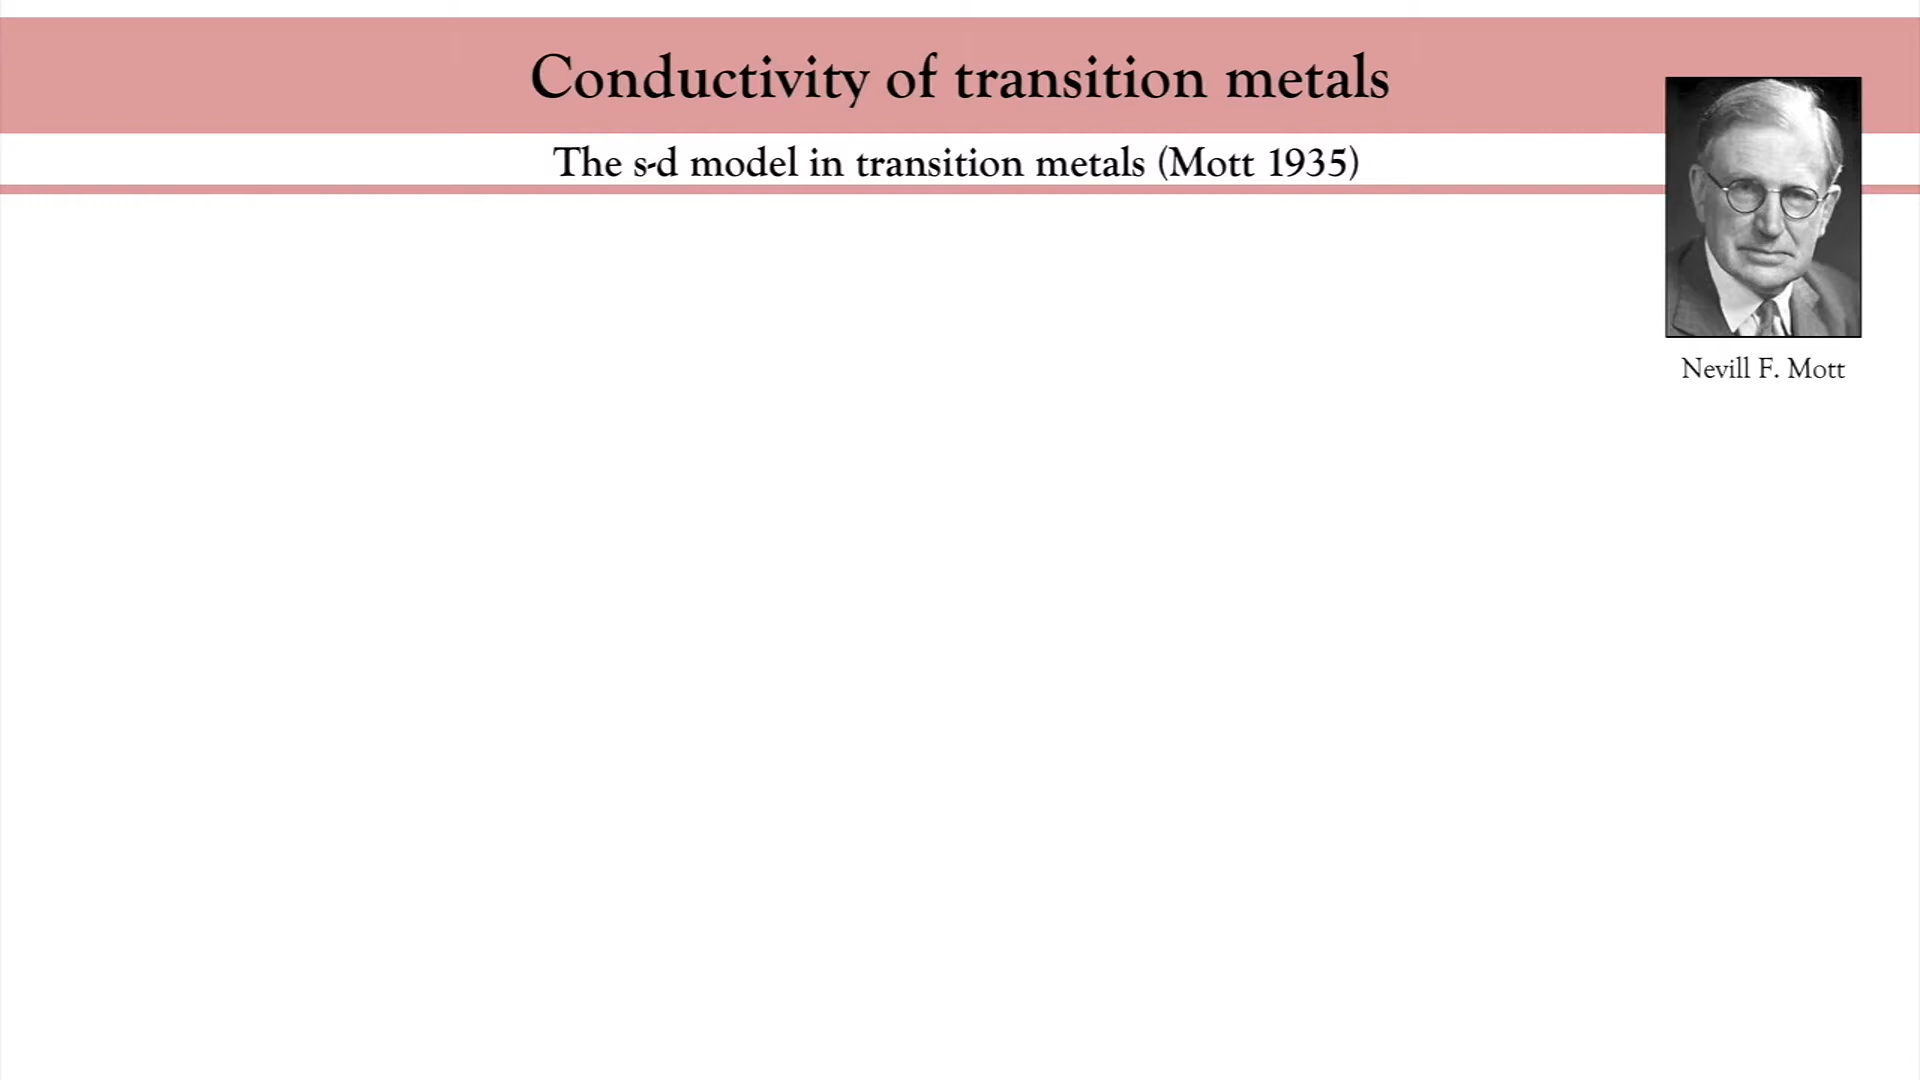 Conductivity of transition metals
The s-d model in transition metals (Mott 1935)
Nevill F. Mott